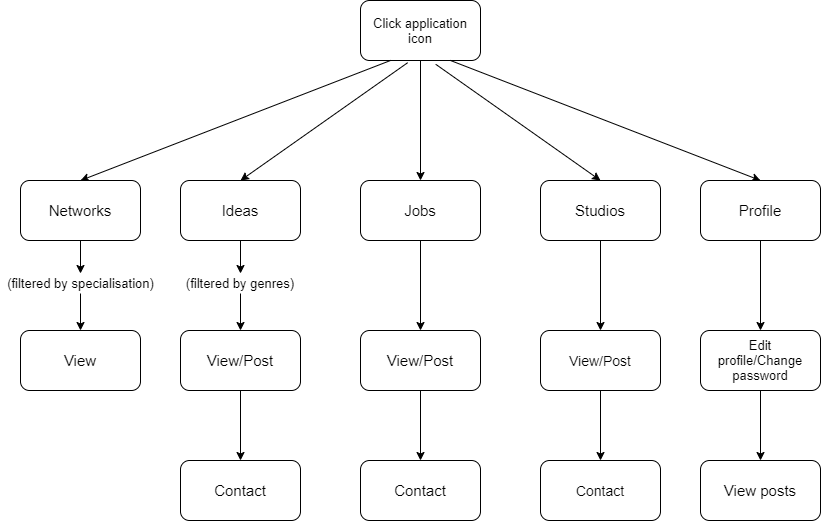 Click application
icon
Networks
Ideas
Jobs
Studios
Profile
(filtered by specialisation)
(filtered by genres)
View
View/Post
View/Post
View/Post
Edit
profile/Change
password
Contact
Contact
Contact
View posts